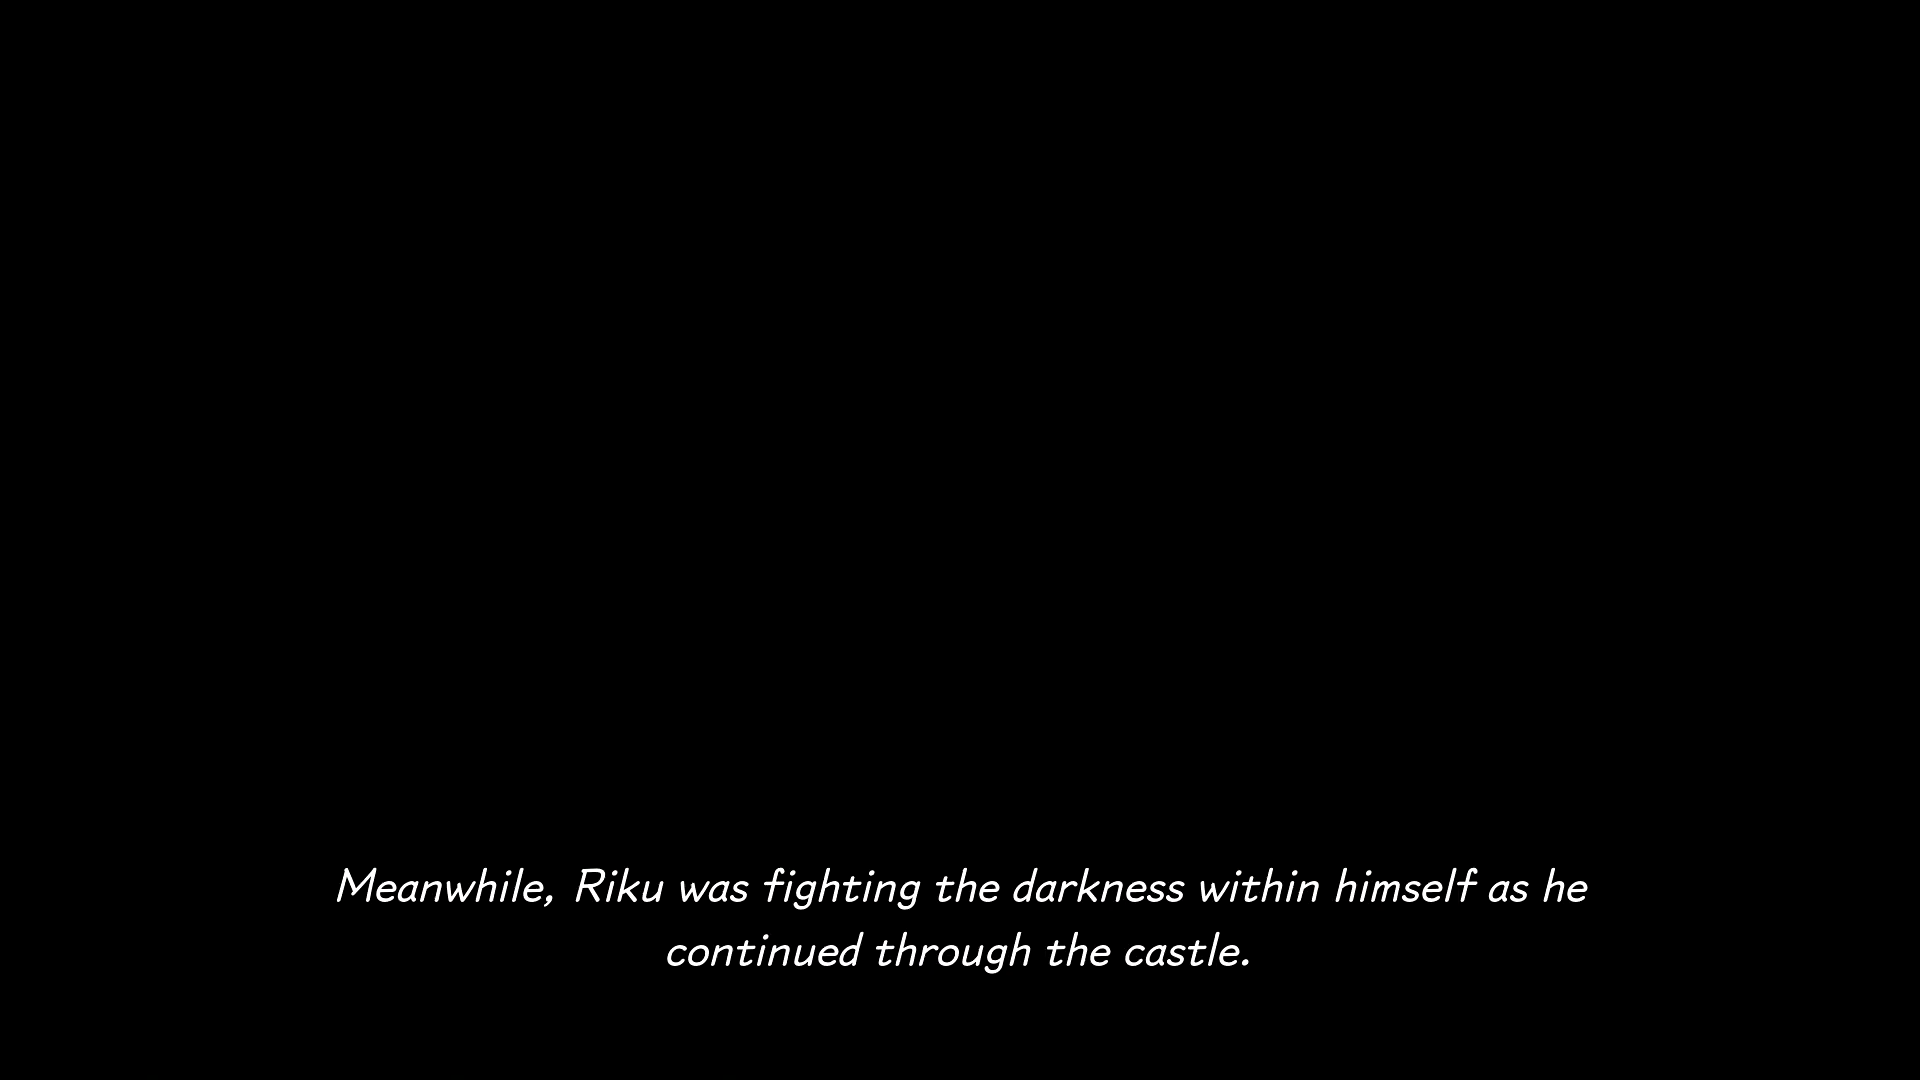 Meanwhile, Riku was fighting the darkness within himself as he
continued through the castle.